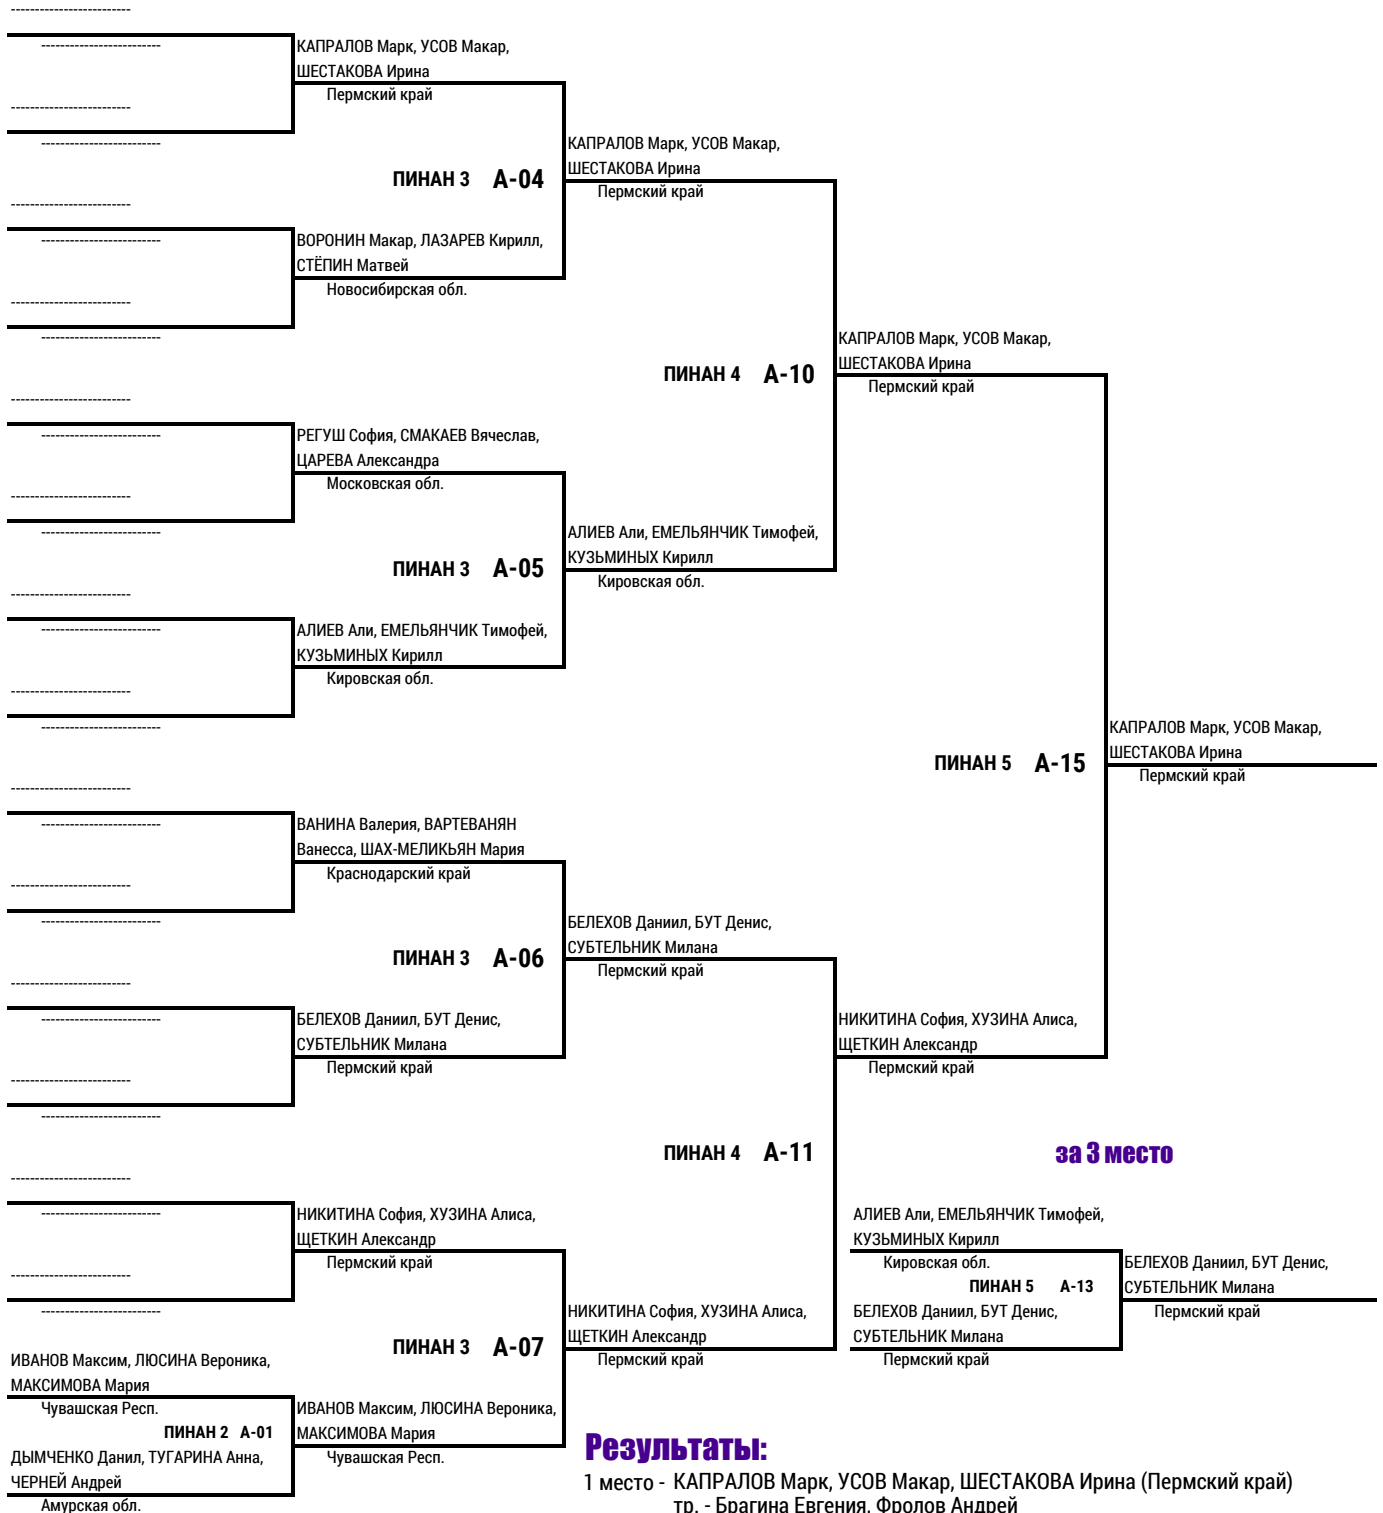 КАПРАЛОВ Марк, УСОВ Макар,
ШЕСТАКОВА Ирина
Пермский край
ПИНАН 3 A-04
ВОРОНИН Макар, ЛАЗАРЕВ Кирилл,
СТЁПИН Матвей
Новосибирская обл.
КАПРАЛОВ Марк, УСОВ Макар,
ШЕСТАКОВА Ирина
Пермский край
ПИНАН 4 A-10
РЕГУШ София, СМАКАЕВ Вячеслав,
ЦАРЕВА Александра
Московская обл.
ПИНАН 3 A-05
АЛИЕВ Али, ЕМЕЛЬЯНЧИК Тимофей,
КУЗЬМИНЫХ Кирилл
Кировская обл.
АЛИЕВ Али, ЕМЕЛЬЯНЧИК Тимофей,
КУЗЬМИНЫХ Кирилл
Кировская обл.
КАПРАЛОВ Марк, УСОВ Макар,
ШЕСТАКОВА Ирина
Пермский край
ПИНАН 5 A-15
КАПРАЛОВ Марк, УСОВ Макар,
ШЕСТАКОВА Ирина
Пермский край
ВАНИНА Валерия, ВАРТЕВАНЯН
Ванесса, ШАХ-МЕЛИКЬЯН Мария
Краснодарский край
ПИНАН 3 A-06
БЕЛЕХОВ Даниил, БУТ Денис,
СУБТЕЛЬНИК Милана
Пермский край
БЕЛЕХОВ Даниил, БУТ Денис,
СУБТЕЛЬНИК Милана
Пермский край
ПИНАН 4 A-11
НИКИТИНА София, ХУЗИНА Алиса,
ЩЕТКИН Александр
Пермский край
НИКИТИНА София, ХУЗИНА Алиса,
ЩЕТКИН Александр
Пермский край
ПИНАН 3 A-07
НИКИТИНА София, ХУЗИНА Алиса,
ЩЕТКИН Александр
Пермский край
ИВАНОВ Максим, ЛЮСИНА Вероника,
МАКСИМОВА Мария
Чувашская Респ.
ПИНАН 2 A-01
ДЫМЧЕНКО Данил, ТУГАРИНА Анна,
ЧЕРНЕЙ Андрей
Амурская обл.
ИВАНОВ Максим, ЛЮСИНА Вероника,
МАКСИМОВА Мария
Чувашская Респ.
за 3 место
АЛИЕВ Али, ЕМЕЛЬЯНЧИК Тимофей,
КУЗЬМИНЫХ Кирилл
Кировская обл.
ПИНАН 5 A-13
БЕЛЕХОВ Даниил, БУТ Денис,
СУБТЕЛЬНИК Милана
Пермский край
БЕЛЕХОВ Даниил, БУТ Денис,
СУБТЕЛЬНИК Милана
Пермский край
Результаты:
1 место - КАПРАЛОВ Марк, УСОВ Макар, ШЕСТАКОВА Ирина (Пермский край)
тр. - Брагина Евгения, Фролов Андрей